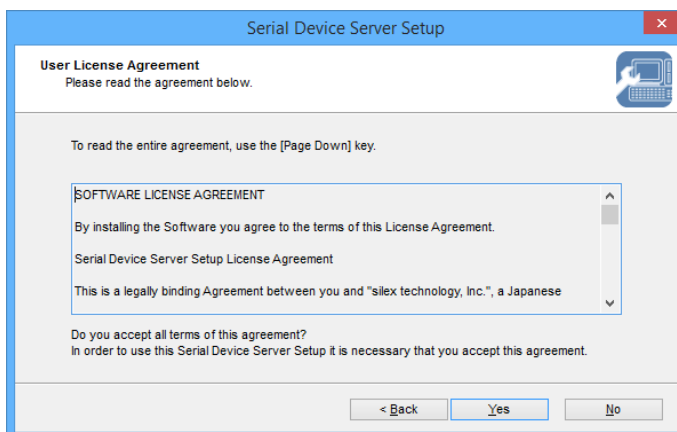 Serial Device Server Setup
User License Agreement
Please read the agreement below.
To read the entire agreement, use the [Page Down] key.
SOFTWARE LICENSE AGREEMENT
By installing the Software you agree to the terms of this License Agreement.
Serial Device Server Setup License Agreement
This is a legally binding Agreement between you and "silex technology, Inc.", a Japanese
Do you accept all terms of this agreement?
In order to use this Serial Device Server Setup it is necessary that you accept this agreement.
< Back Yes No